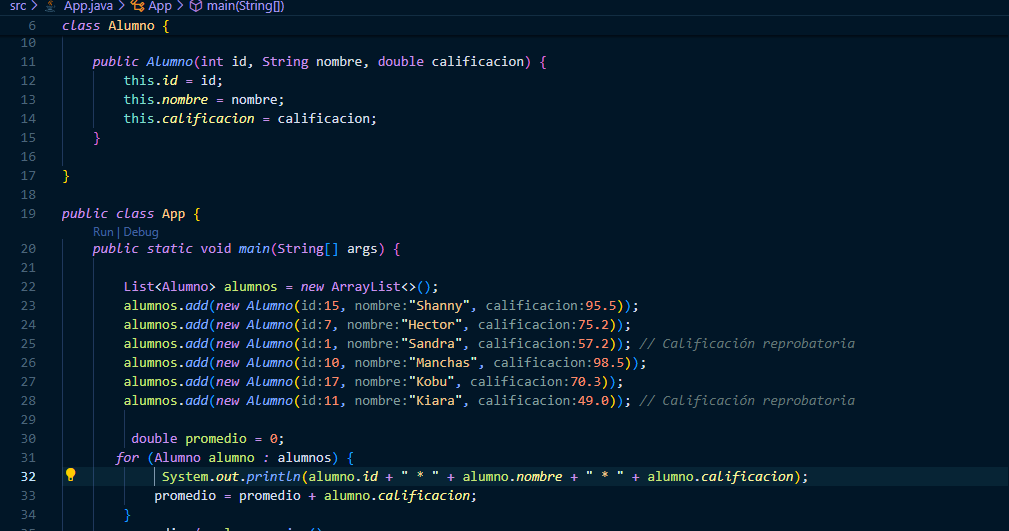 src > App.java > App > main(String[])
6 class Alumno {
10
11 public Alumno(int id, String nombre, double calificacion) {
12 this.id = id;
13 this.nombre = nombre;
14 this.calificacion = calificacion;
15 }
16
17 }
18
19 public class App {
Run | Debug
20 public static void main(String[] args) {
21
22 List<Alumno> alumnos = new ArrayList<>();
23 alumnos.add(new Alumno(id:15, nombre:"Shanny", calificacion:95.5));
24 alumnos.add(new Alumno(id:7, nombre:"Hector", calificacion:75.2));
25 alumnos.add(new Alumno(id:1, nombre:"Sandra", calificacion:57.2)); // Calificación reprobatoria
26 alumnos.add(new Alumno(id:10, nombre:"Manchas", calificacion:98.5));
27 alumnos.add(new Alumno(id:17, nombre:"Kobu", calificacion:70.3));
28 alumnos.add(new Alumno(id:11, nombre:"Kiara", calificacion:49.0)); // Calificación reprobatoria
29
30 double promedio = 0;
31 for (Alumno alumno : alumnos) {
32 System.out.println(alumno.id + " * " + alumno.nombre + " * " + alumno.calificacion);
33 promedio = promedio + alumno.calificacion;
34 }